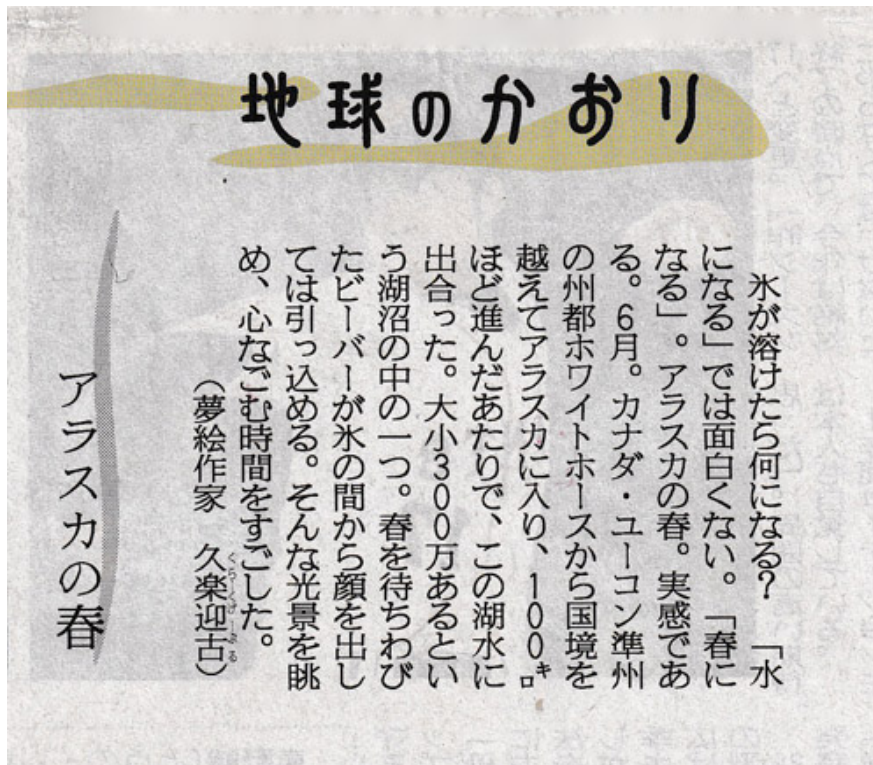 地球のかおり
　氷が溶けたら何になる?　「水
になる」では面白くない。「春に
なる」。アラスカの春。実感であ
る。6月。カナダ・ユーコン準州
の州都ホワイトホースから国境を
越えてアラスカに入り、100㌔
ほど進んだあたりで、この湖水に
出合った。大小300万あるとい
う湖沼の中の一つ。春を待ちわび
たビーバーが氷の間から顔を出し
ては引っ込める。そんな光景を眺
め、心なごむ時間をすごした。
くらーくげーぶる
(夢絵作家　久楽迎古)
アラスカの春